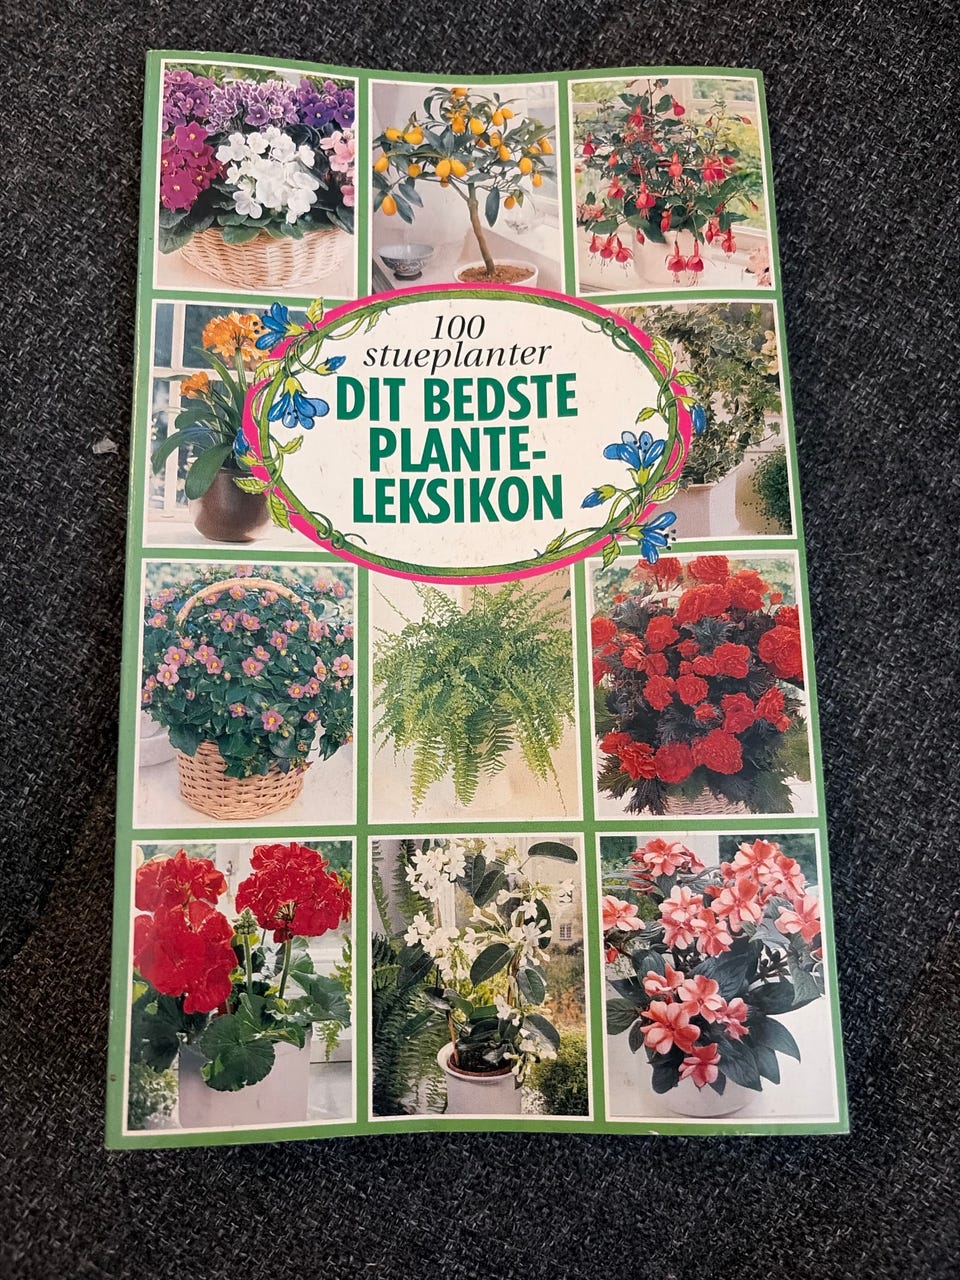 100
stueplanter
DIT BEDSTE
PLANTE-
LEKSIKON